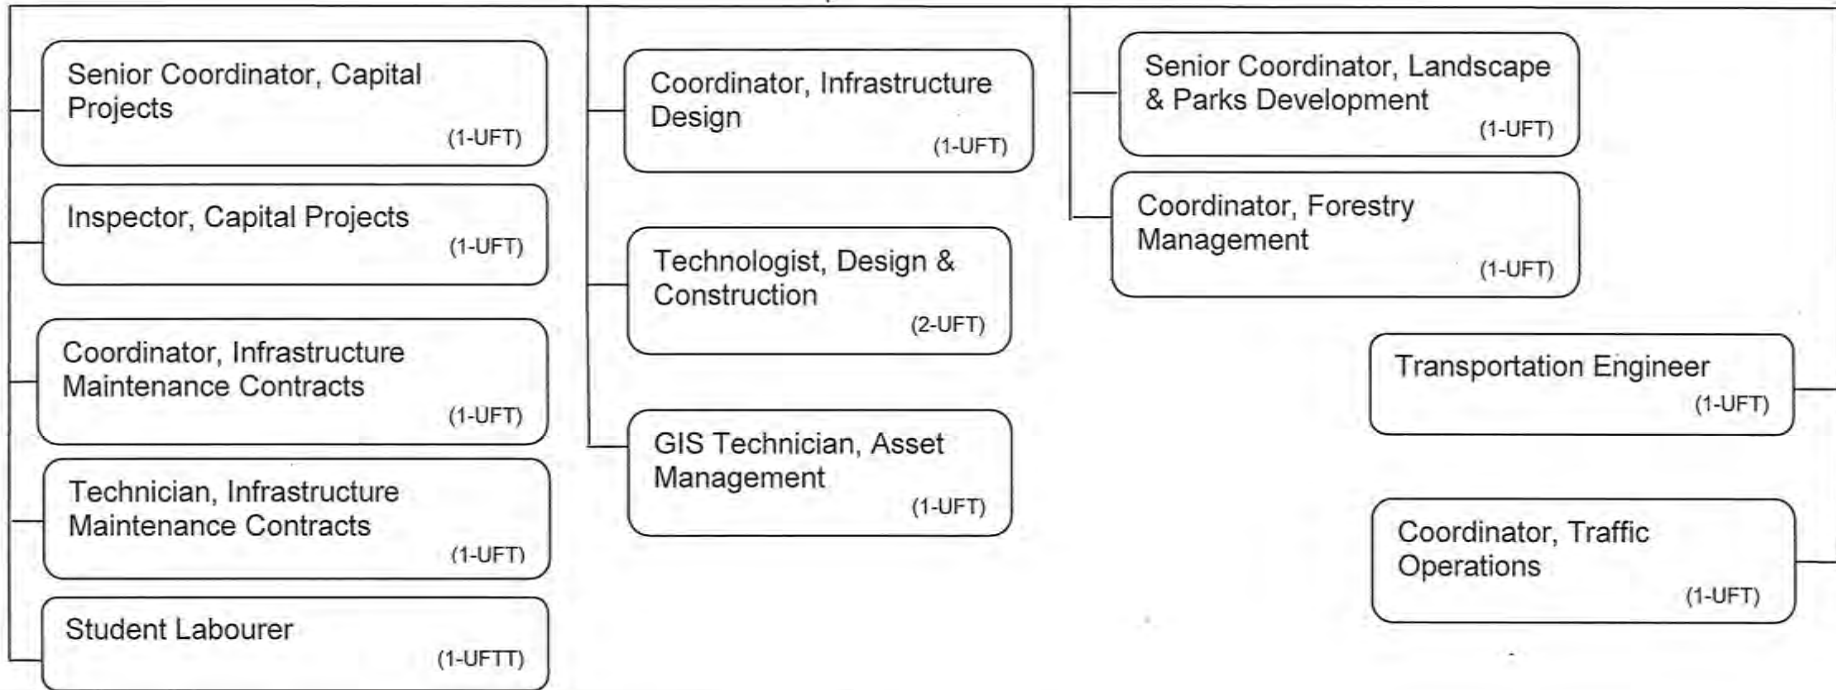 Senior Coordinator, Capital
Projects
(1-UFT)
Inspector, Capital Projects
(1-UFT)
Coordinator, Infrastructure
Maintenance Contracts
(1-UFT)
Technician, Infrastructure
Maintenance Contracts
(1-UFT)
Student Labourer
(1-UFTT)
Coordinator, Infrastructure
Design
(1-UFT)
Technologist, Design &
Construction
(2-UFT)
GIS Technician, Asset
Management
(1-UFT)
Senior Coordinator, Landscape
& Parks Development
(1-UFT)
Coordinator, Forestry
Management
(1-UFT)
Transportation Engineer
(1-UFT)
Coordinator, Traffic
Operations
(1-UFT)